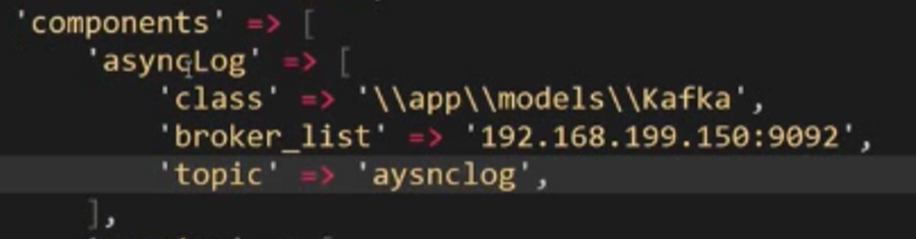 'components' => [
'asyncLog' => [
'class' => '\\app\\models\\Kafka',
'broker_list' => '192.168.199.150:9092',
'topic' => 'aysnclog',
],